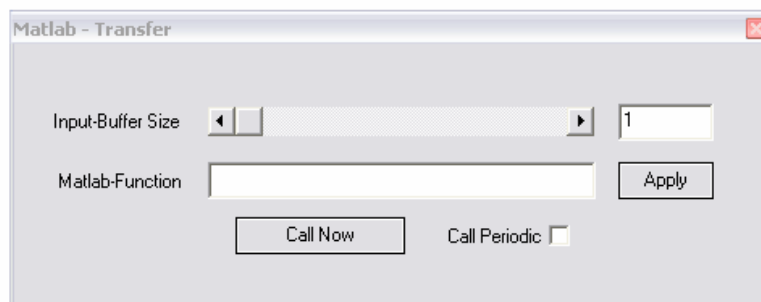 Matlab - Transfer
Input-Buffer Size 1
Matlab-Function Apply
Call Now Call Periodic